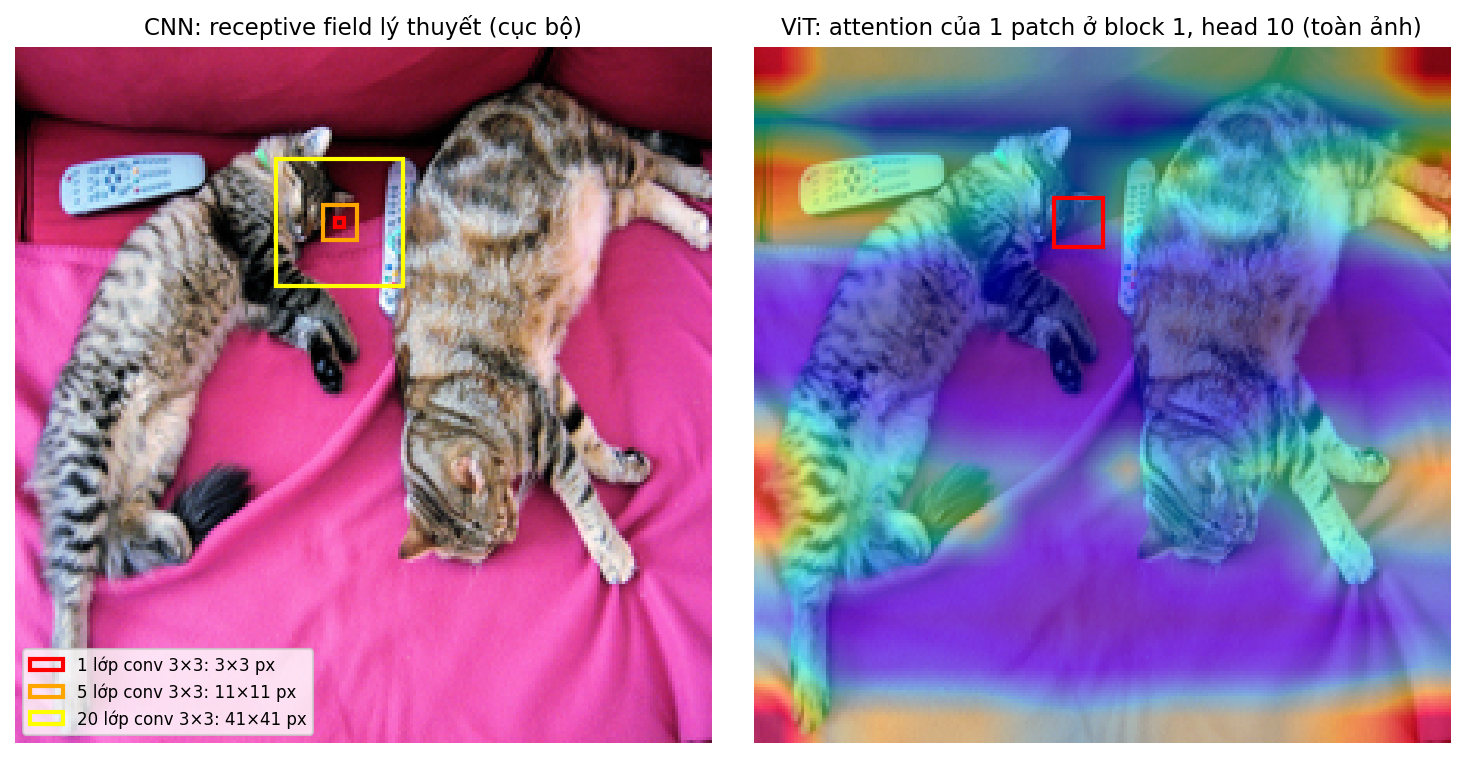 CNN: receptive field lý thuyết (cục bộ)
ViT: attention của 1 patch ở block 1, head 10 (toàn ảnh)
1 lớp conv 3×3: 3×3 px
5 lớp conv 3×3: 11×11 px
20 lớp conv 3×3: 41×41 px